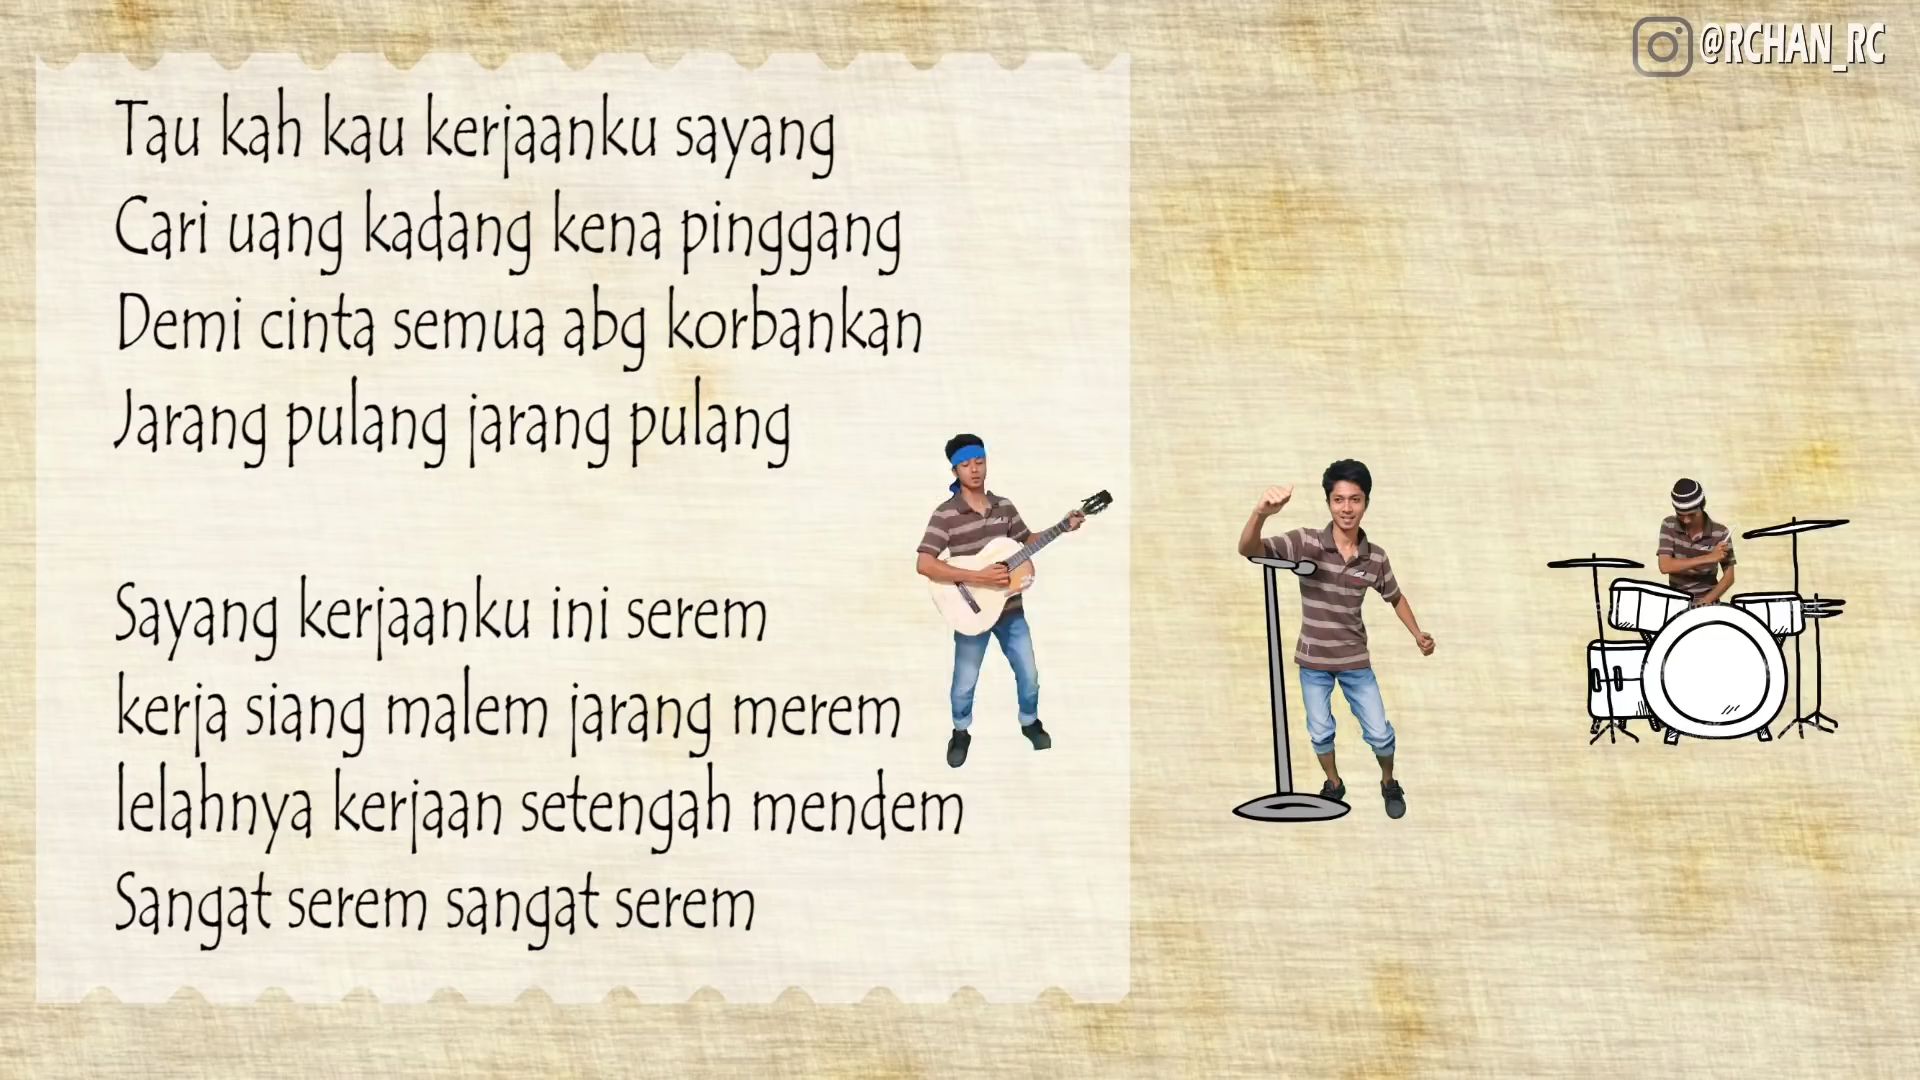 @RCHAN_RC
Tau kah kau kerjaanku sayang
Cari uang kadang kena pinggang
Demi cinta semua abg korbankan
Jarang pulang jarang pulang
Sayang kerjaanku ini serem
kerja siang malem jarang merem
lelahnya kerjaan setengah mendem
Sangat serem sangat serem